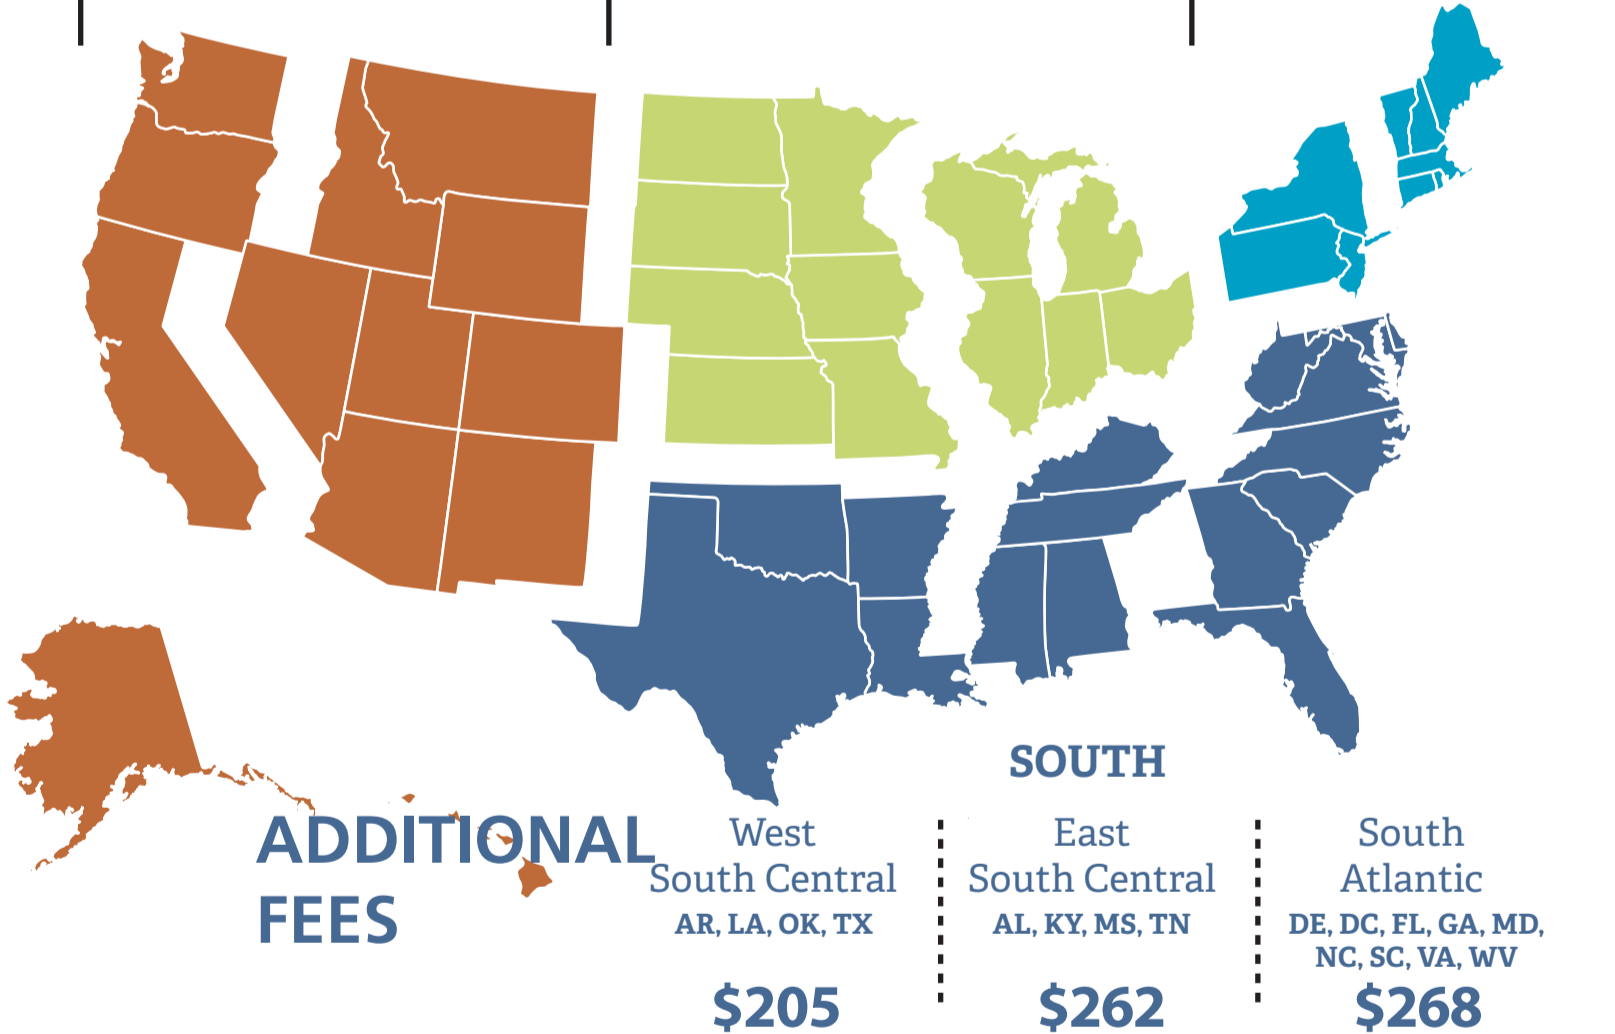 SOUTH
ADDITIONAL
FEES
West
South Central
AR, LA, OK, TX
$205
East
South Central
AL, KY, MS, TN
$262
South
Atlantic
DE, DC, FL, GA, MD,
NC, SC, VA, WV
$268